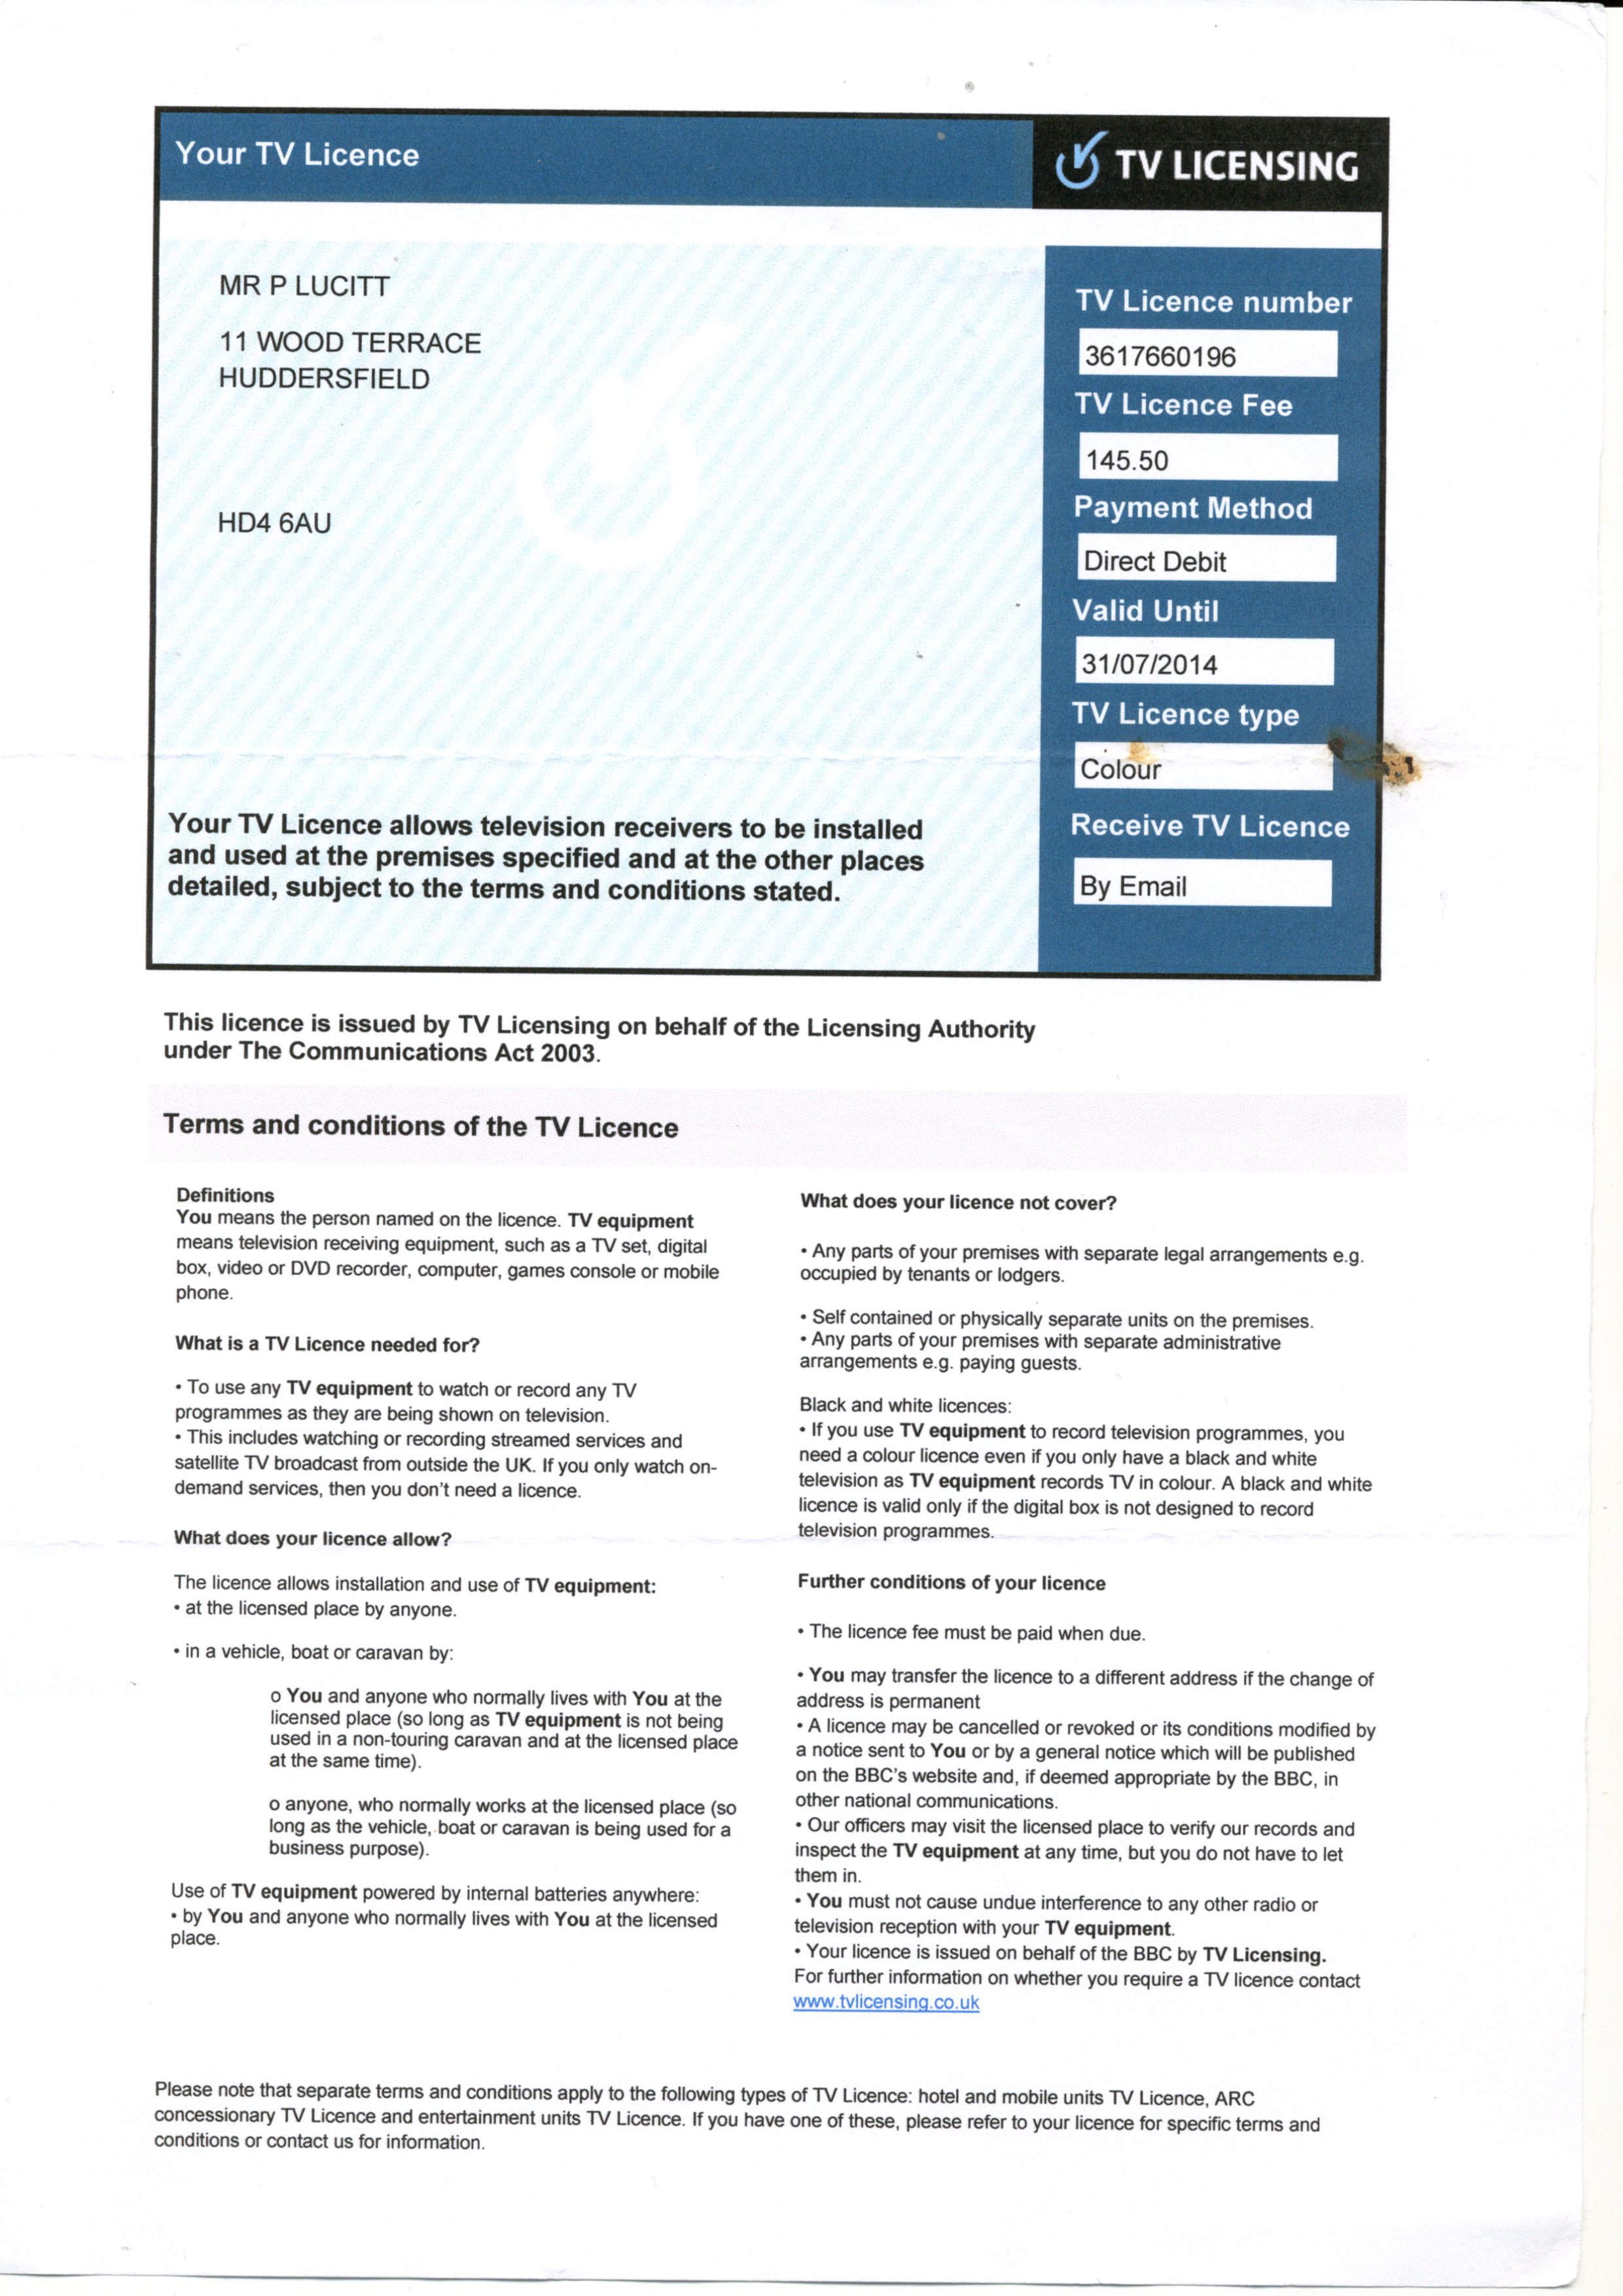 Your TV Licence
TV LICENSING
MR P LUCITT
11 WOOD TERRACE
HUDDERSFIELD
HD4 6AU
Your TV Licence allows television receivers to be installed
and used at the premises specified and at the other places
detailed, subject to the terms and conditions stated.
TV Licence number
3617660196
TV Licence Fee
145.50
Payment Method
Direct Debit
Valid Until
31/07/2014
TV Licence type
Colour
Receive TV Licence
By Email
This licence is issued by TV Licensing on behalf of the Licensing Authority
under The Communications Act 2003.
Terms and conditions of the TV Licence
Definitions
You means the person named on the licence. TV equipment
means television receiving equipment, such as a TV set, digital
box, video or DVD recorder, computer, games console or mobile
phone.
What is a TV Licence needed for?
• To use any TV equipment to watch or record any TV
programmes as they are being shown on television.
• This includes watching or recording streamed services and
satellite TV broadcast from outside the UK. If you only watch on-
demand services, then you don't need a licence.
What does your licence allow?
The licence allows installation and use of TV equipment:
• at the licensed place by anyone.
• in a vehicle, boat or caravan by:
o You and anyone who normally lives with You at the
licensed place (so long as TV equipment is not being
used in a non-touring caravan and at the licensed place
at the same time).
o anyone, who normally works at the licensed place (so
long as the vehicle, boat or caravan is being used for a
business purpose).
Use of TV equipment powered by internal batteries anywhere:
• by You and anyone who normally lives with You at the licensed
place.
What does your licence not cover?
• Any parts of your premises with separate legal arrangements e.g.
occupied by tenants or lodgers.
• Self contained or physically separate units on the premises.
• Any parts of your premises with separate administrative
arrangements e.g. paying guests.
Black and white licences:
• If you use TV equipment to record television programmes, you
need a colour licence even if you only have a black and white
television as TV equipment records TV in colour. A black and white
licence is valid only if the digital box is not designed to record
television programmes.
Further conditions of your licence
• The licence fee must be paid when due.
• You may transfer the licence to a different address if the change of
address is permanent
• A licence may be cancelled or revoked or its conditions modified by
a notice sent to You or by a general notice which will be published
on the BBC's website and, if deemed appropriate by the BBC, in
other national communications.
• Our officers may visit the licensed place to verify our records and
inspect the TV equipment at any time, but you do not have to let
them in.
• You must not cause undue interference to any other radio or
television reception with your TV equipment.
• Your licence is issued on behalf of the BBC by TV Licensing.
For further information on whether you require a TV licence contact
www.tvlicensing.co.uk
Please note that separate terms and conditions apply to the following types of TV Licence: hotel and mobile units TV Licence, ARC
concessionary TV Licence and entertainment units TV Licence. If you have one of these, please refer to your licence for specific terms and
conditions or contact us for information.